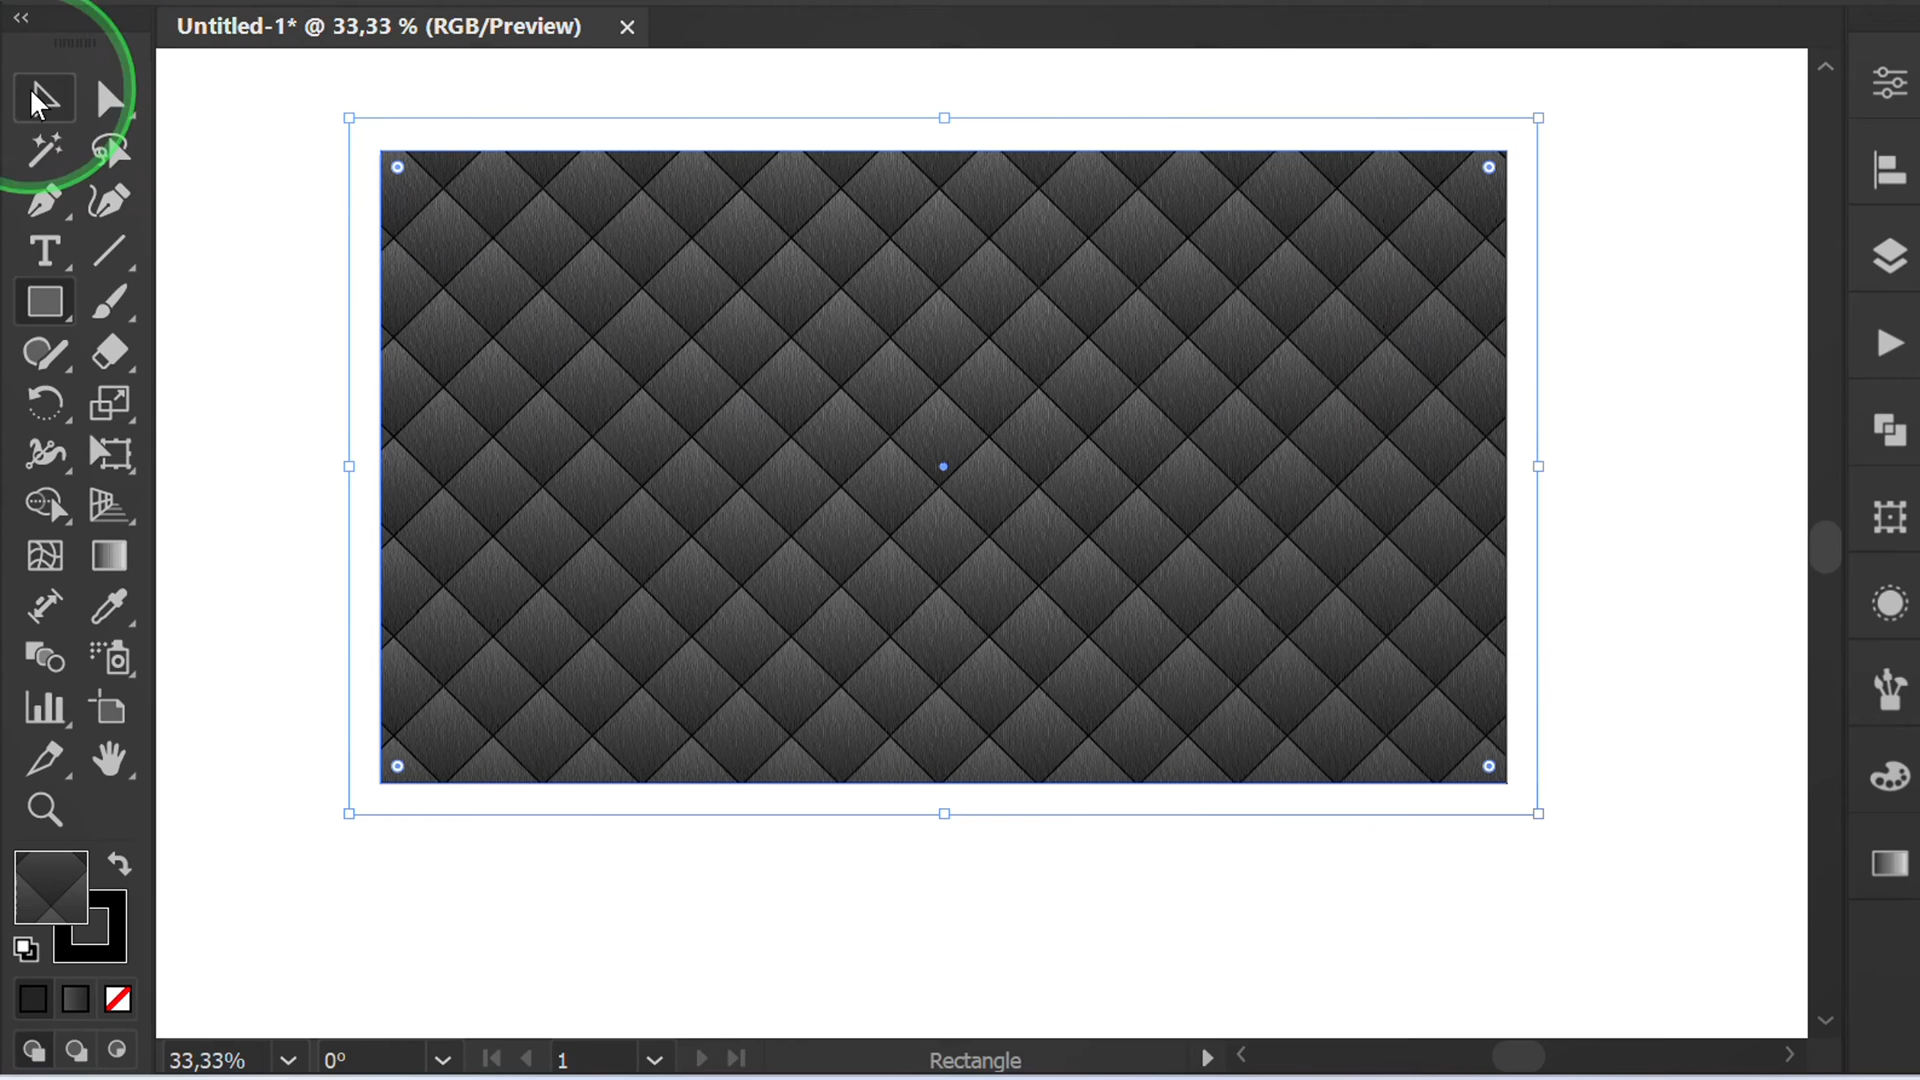 Untitled-1* @ 33,33 % (RGB/Preview)
33,33%
0°
1
Rectangle